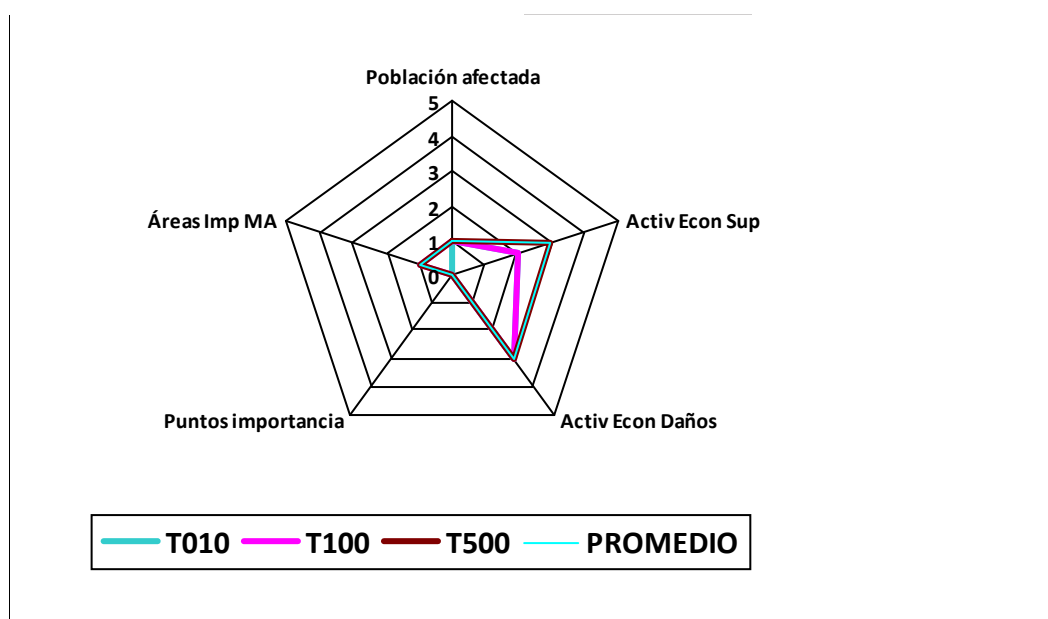 Población afectada
5
4
3
2
1
0
Áreas Imp MA
Activ Econ Sup
Puntos importancia
Activ Econ Daños
T010 T100 T500 PROMEDIO